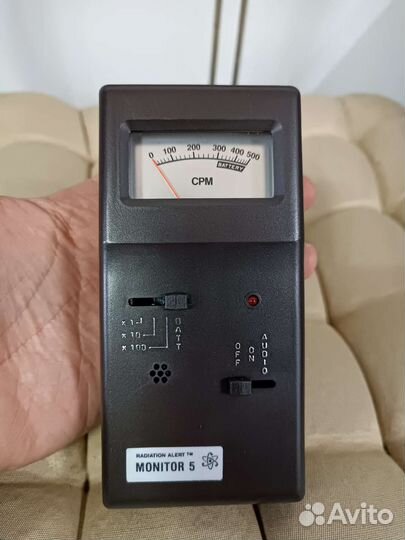 0 100 200 300 400 500
BATTERY
CPM
x 1
x 10
x 100
BATT
OFF
ON
AUDIO
RADIATION ALERT™
MONITOR 5
Avito